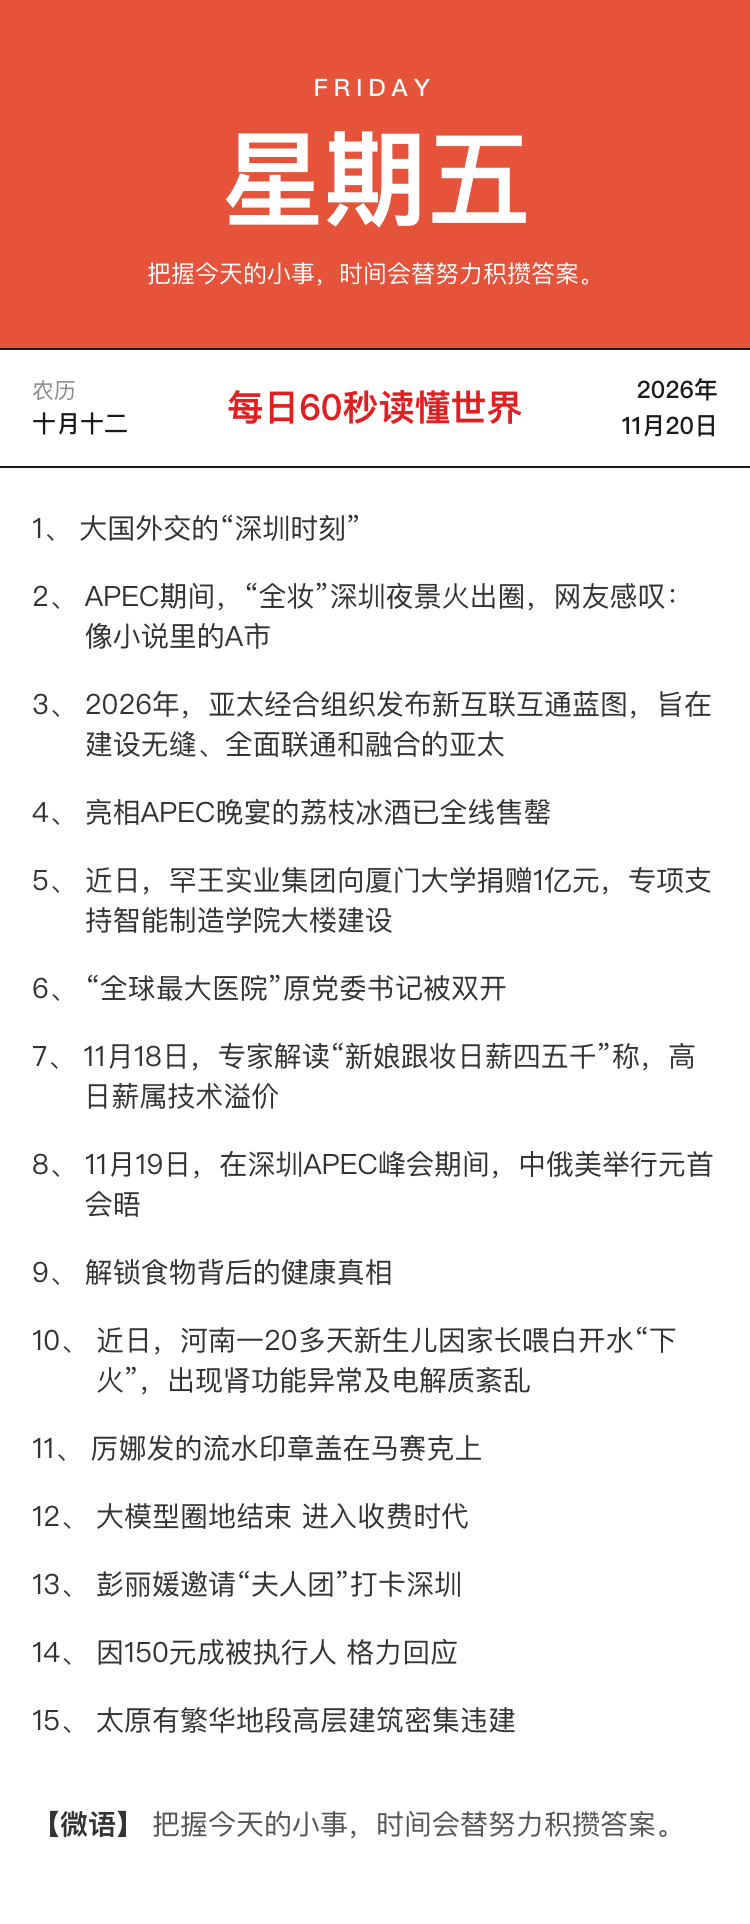 FRIDAY
星期五
把握今天的小事，时间会替努力积攒答案。
农历
十月十二
每日60秒读懂世界
2026年
11月20日
1、 大国外交的“深圳时刻”
2、 APEC期间，“全妆”深圳夜景火出圈，网友感叹：
像小说里的A市
3、 2026年，亚太经合组织发布新互联互通蓝图，旨在
建设无缝、全面联通和融合的亚太
4、 亮相APEC晚宴的荔枝冰酒已全线售罄
5、 近日，罕王实业集团向厦门大学捐赠1亿元，专项支
持智能制造学院大楼建设
6、 “全球最大医院”原党委书记被双开
7、 11月18日，专家解读“新娘跟妆日薪四五千”称，高
日薪属技术溢价
8、 11月19日，在深圳APEC峰会期间，中俄美举行元首
会晤
9、 解锁食物背后的健康真相
10、 近日，河南一20多天新生儿因家长喂白开水“下
火”，出现肾功能异常及电解质紊乱
11、 厉娜发的流水印章盖在马赛克上
12、 大模型圈地结束 进入收费时代
13、 彭丽媛邀请“夫人团”打卡深圳
14、 因150元成被执行人 格力回应
15、 太原有繁华地段高层建筑密集违建
【微语】 把握今天的小事，时间会替努力积攒答案。